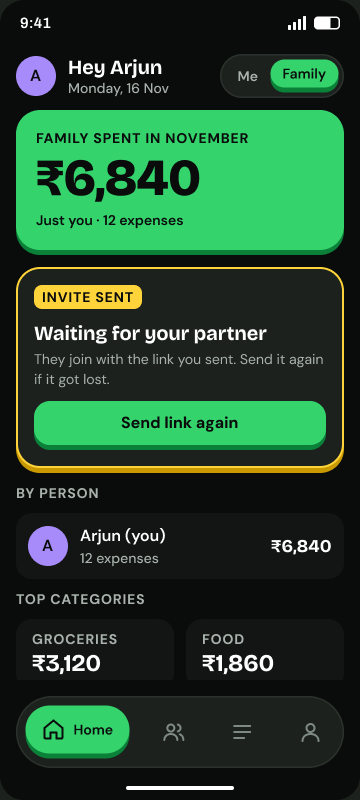 9:41
A
Hey Arjun
Monday, 16 Nov
Me
Family
FAMILY SPENT IN NOVEMBER
₹6,840
Just you · 12 expenses
INVITE SENT
Waiting for your partner
They join with the link you sent. Send it again
if it got lost.
Send link again
BY PERSON
A
Arjun (you)
12 expenses
₹6,840
TOP CATEGORIES
GROCERIES
₹3,120
FOOD
₹1,860
Home